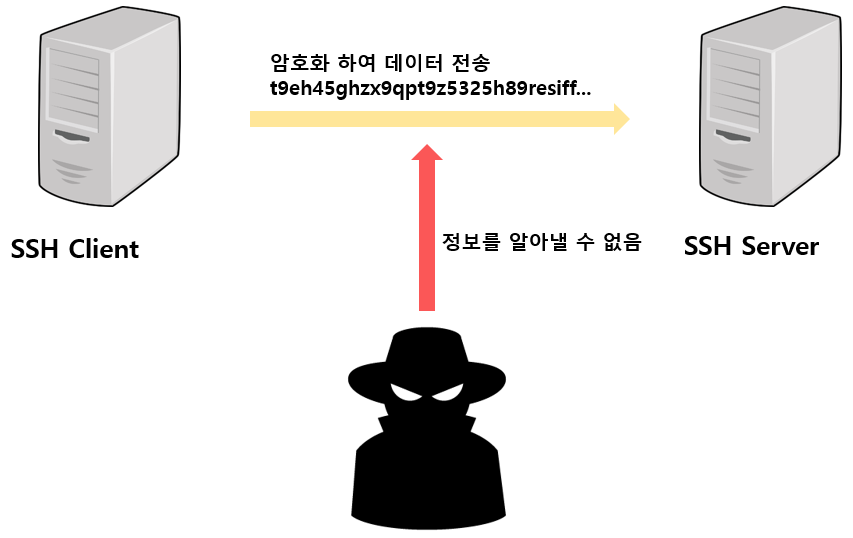 암호화 하여 데이터 전송
t9eh45ghzx9qpt9z5325h89resiff...
SSH Client
정보를 알아낼 수 없음
SSH Server